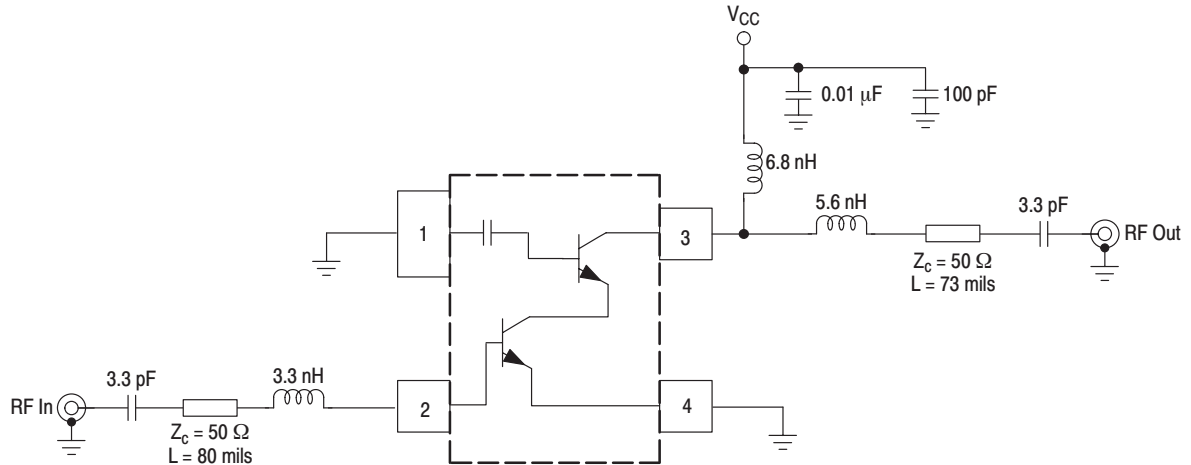 V_CC
0.01 μF
100 pF
6.8 nH
5.6 nH
3.3 pF
1
3
RF Out
Z_c = 50 Ω
L = 73 mils
3.3 pF
3.3 nH
RF In
2
4
Z_c = 50 Ω
L = 80 mils